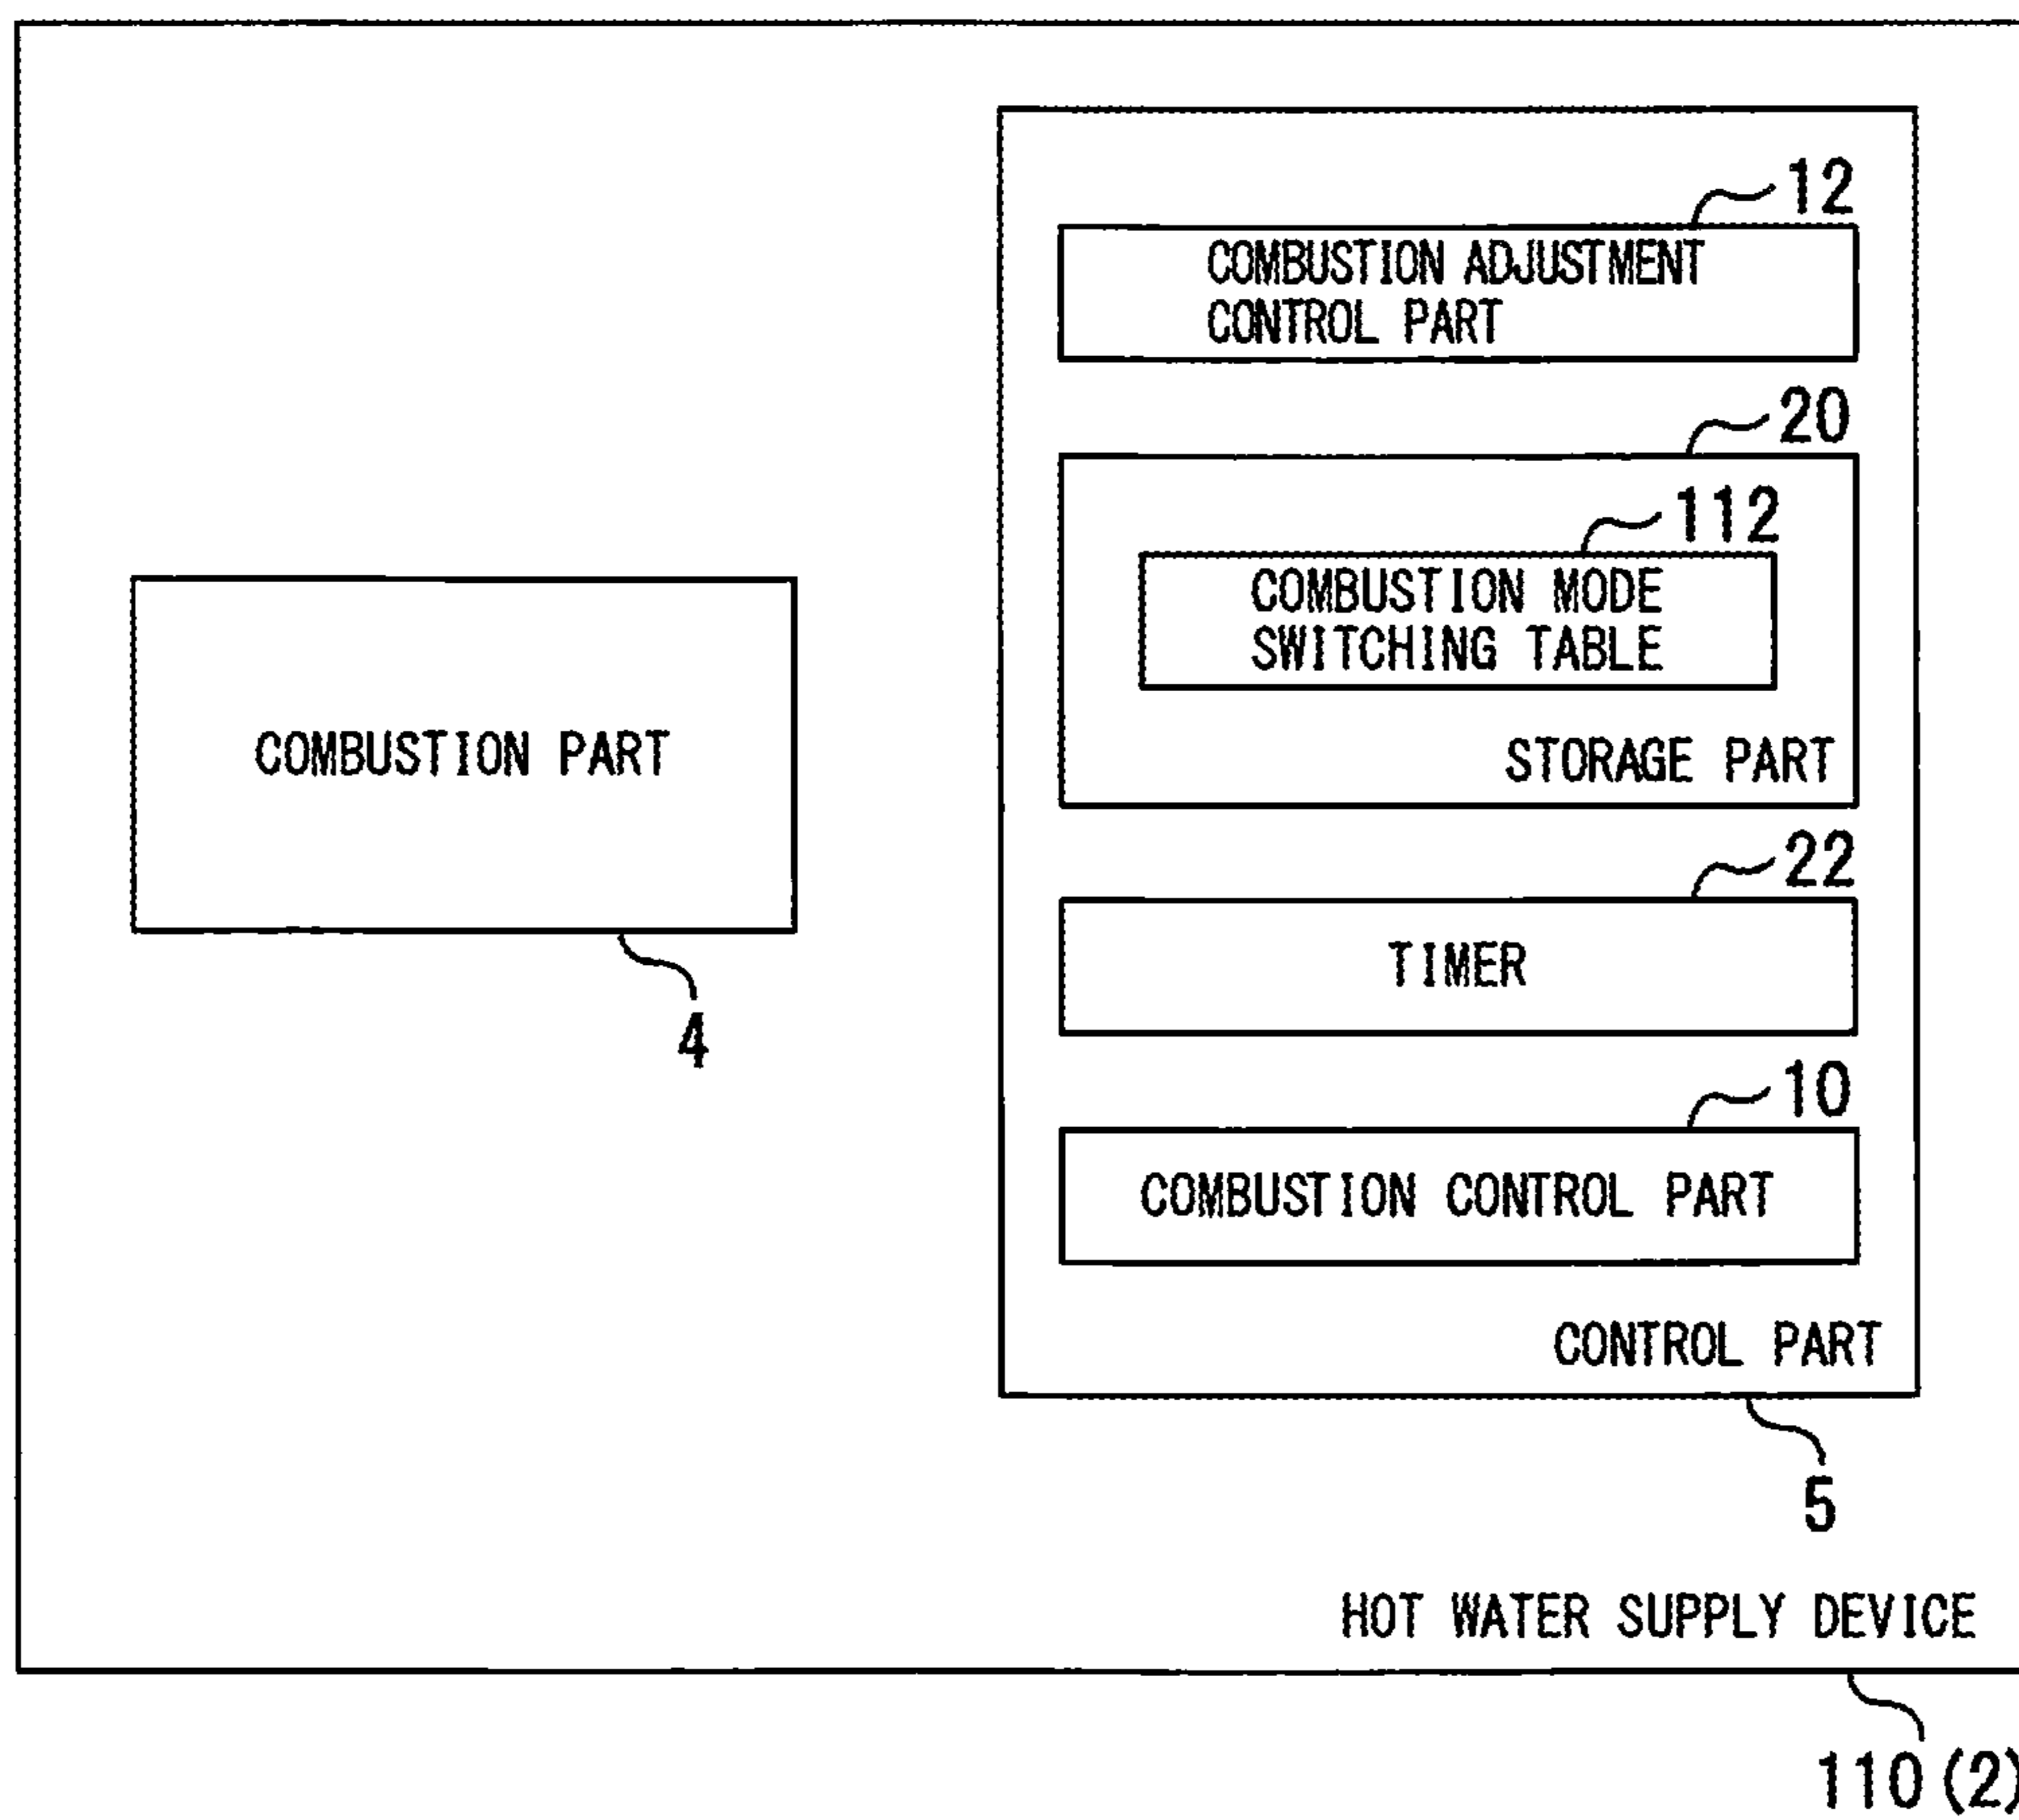 12
COMBUSTION ADJUSTMENT
CONTROL PART
20
112
COMBUSTION MODE
SWITCHING TABLE
STORAGE PART
COMBUSTION PART
4
22
TIMER
10
COMBUSTION CONTROL PART
CONTROL PART
5
HOT WATER SUPPLY DEVICE
110(2)